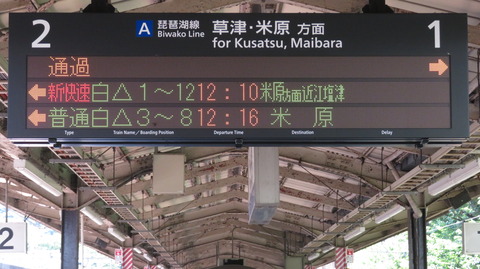 2 A 琵琶湖線 草津・米原 方面 1
Biwako Line for Kusatsu, Maibara
通過
新快速 白△1~12 12:10 米原方面近江塩津
普通 白△3~8 12:16 米 原
Type Train Name / Boarding Position Departure Time Destination Delay
2
1